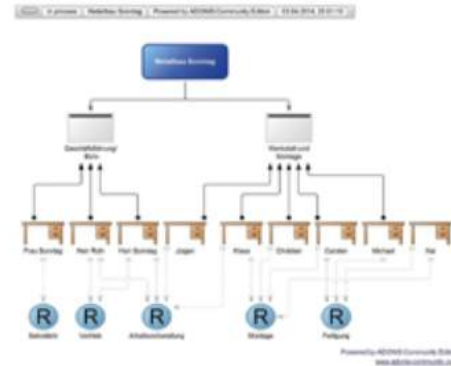 in process | Metallbau Sonntag | Powered by ADONIS:Community Edition
Metallbau Sonntag
Geschäftsführung/
Büro
Werkstatt und
Montage
Frau Sonntag
Herr Roth
Herr Sonntag
Jürgen
Klaus
Christian
Carsten
Michael
Kai
R
R
R
R
R
Sekretariat
Vertrieb
Arbeitsvorbereitung
Montage
Fertigung
Powered by ADONIS:Community Edition
www.adonis-community.com